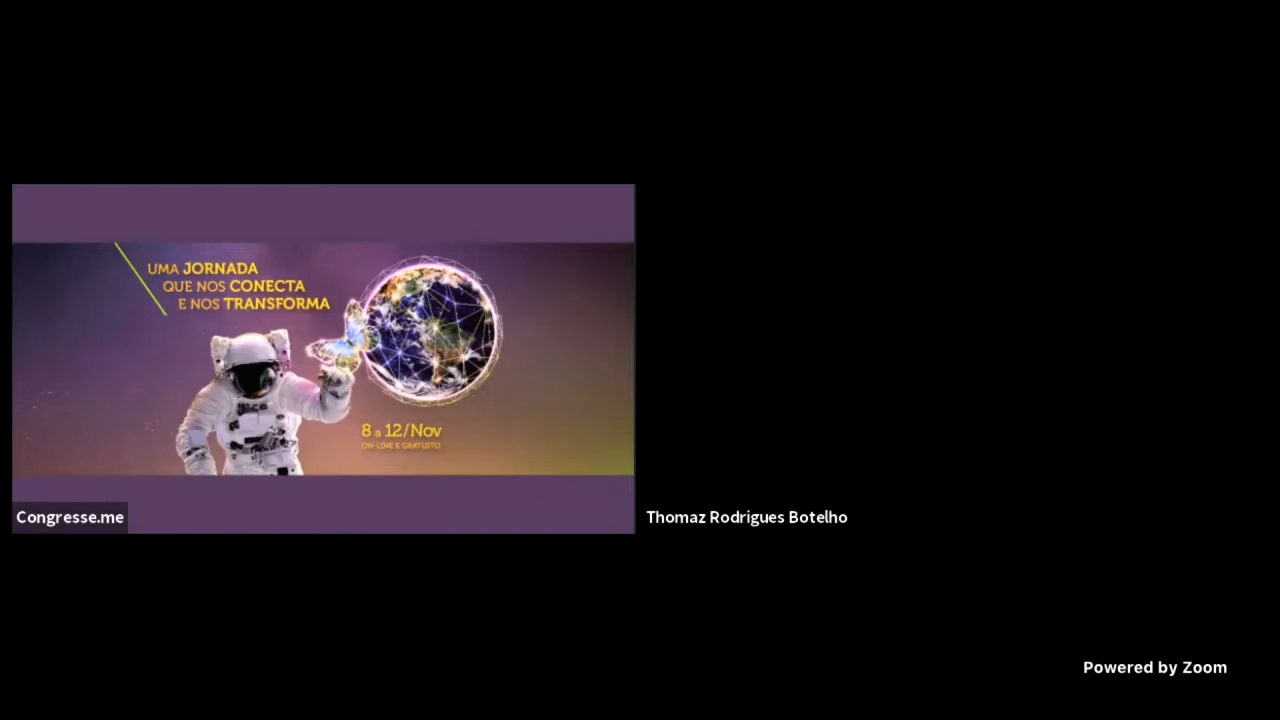 UMA JORNADA
QUE NOS CONECTA
E NOS TRANSFORMA
8 a 12/Nov
ON-LINE E GRATUITO
Congresse.me
Thomaz Rodrigues Botelho
Powered by Zoom